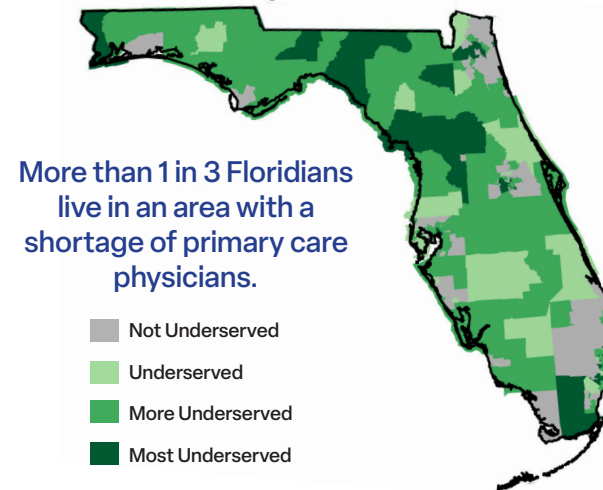 More than 1 in 3 Floridians
live in an area with a
shortage of primary care
physicians.
Not Underserved
Underserved
More Underserved
Most Underserved